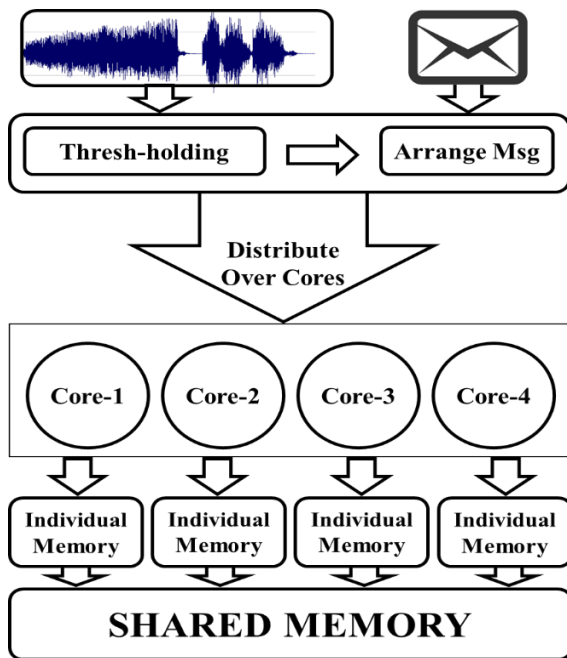 Thresh-holding
Arrange Msg
Distribute
Over Cores
Core-1
Core-2
Core-3
Core-4
Individual
Memory
Individual
Memory
Individual
Memory
Individual
Memory
SHARED MEMORY